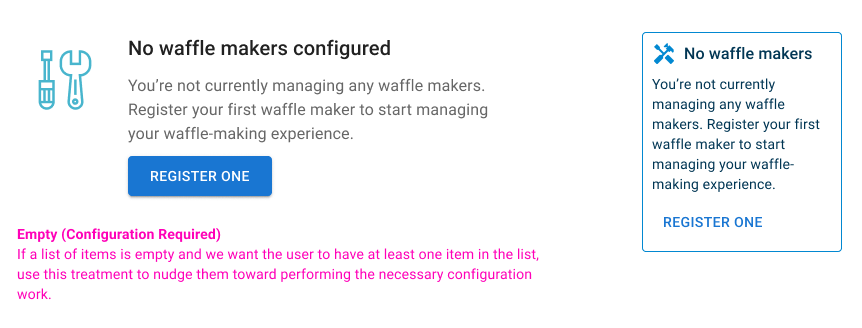 No waffle makers configured
You’re not currently managing any waffle makers.
Register your first waffle maker to start managing
your waffle-making experience.
REGISTER ONE
Empty (Configuration Required)
If a list of items is empty and we want the user to have at least one item in the list,
use this treatment to nudge them toward performing the necessary configuration
work.
No waffle makers
You’re not currently
managing any waffle
makers. Register your first
waffle maker to start
managing your waffle-
making experience.
REGISTER ONE